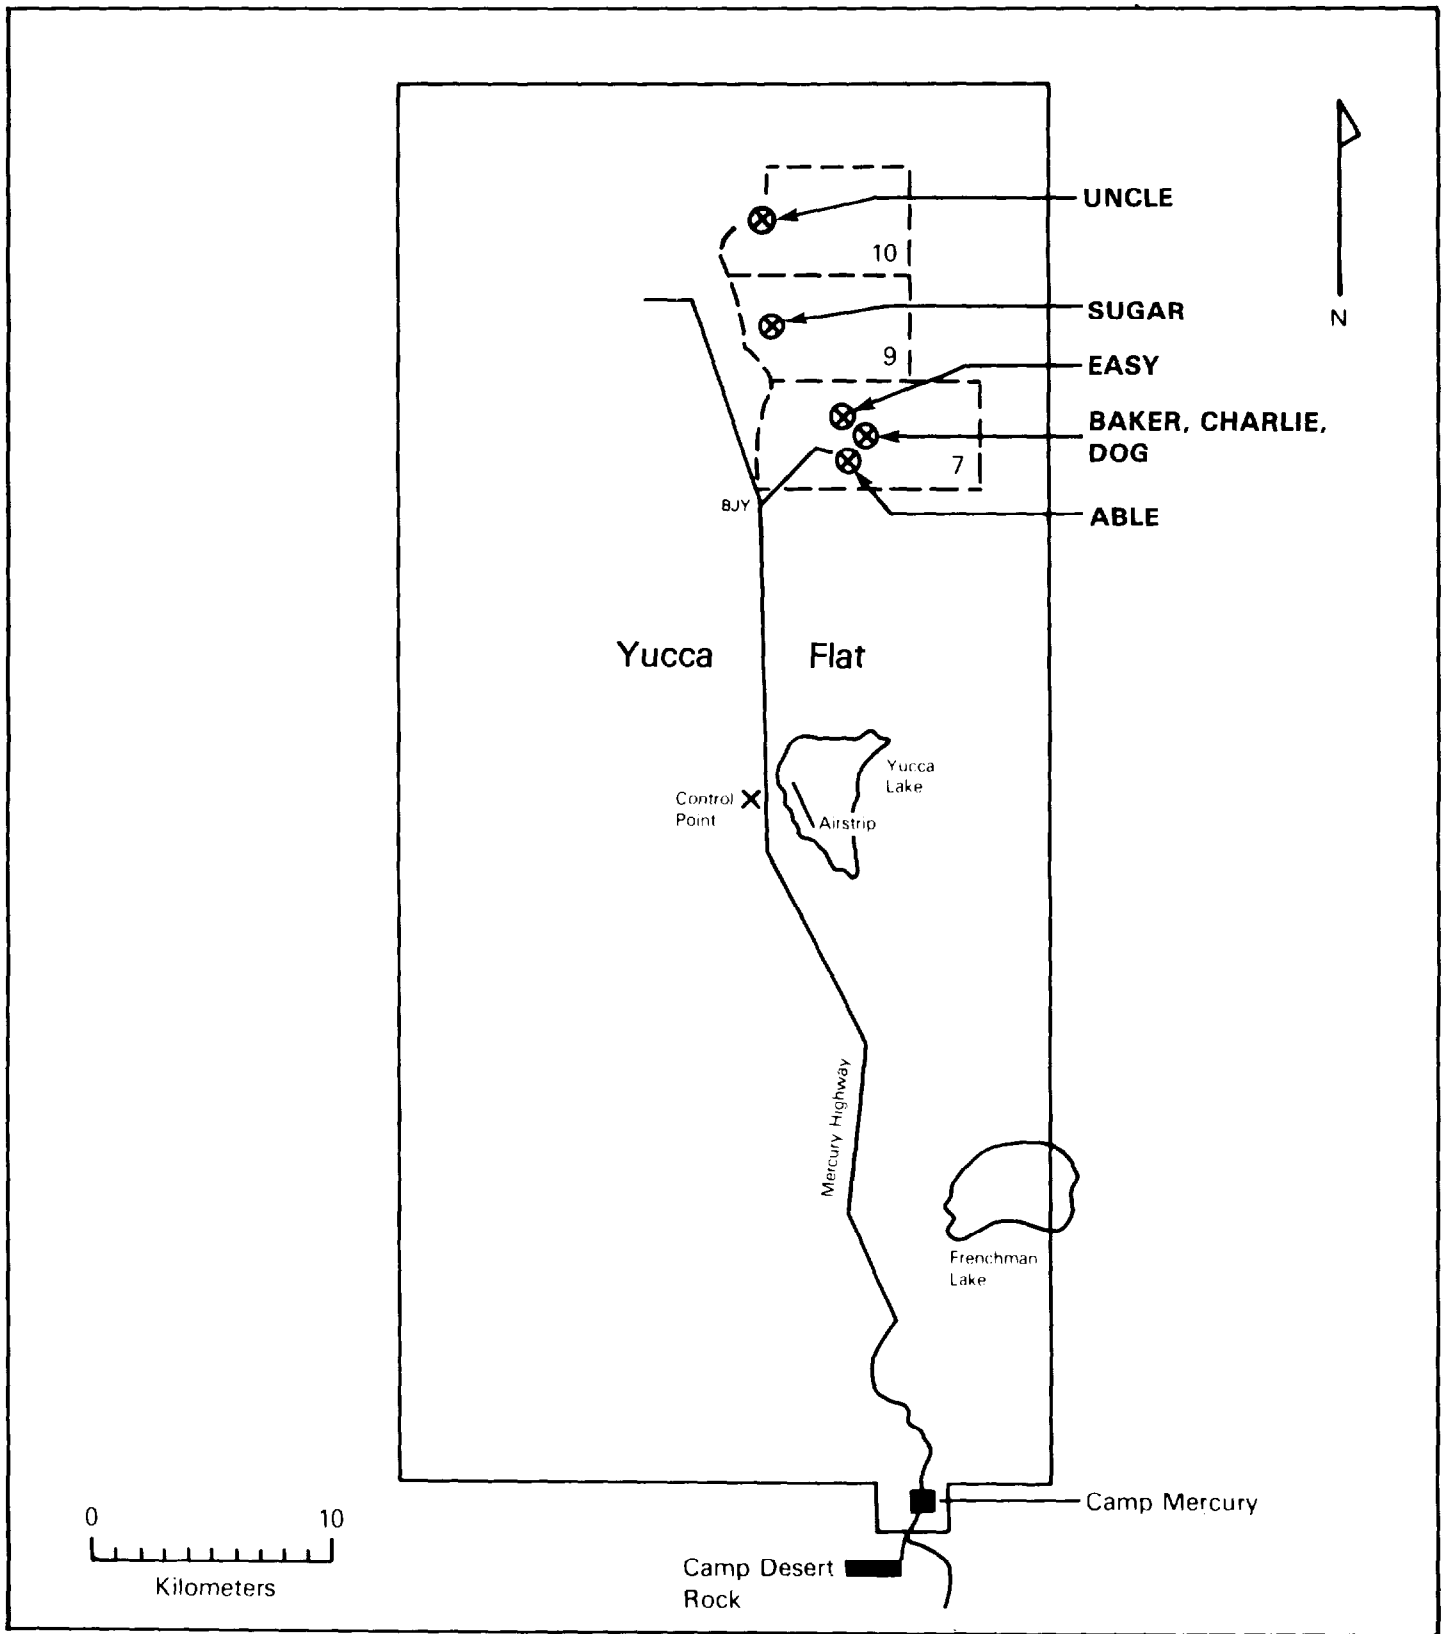 UNCLE
10
N
SUGAR
9
EASY
BAKER, CHARLIE,
DOG
7
BJY
ABLE
Yucca Flat
Yucca
Lake
Control
Point
Airstrip
Mercury Highway
Frenchman
Lake
Camp Mercury
0 10
Kilometers
Camp Desert
Rock